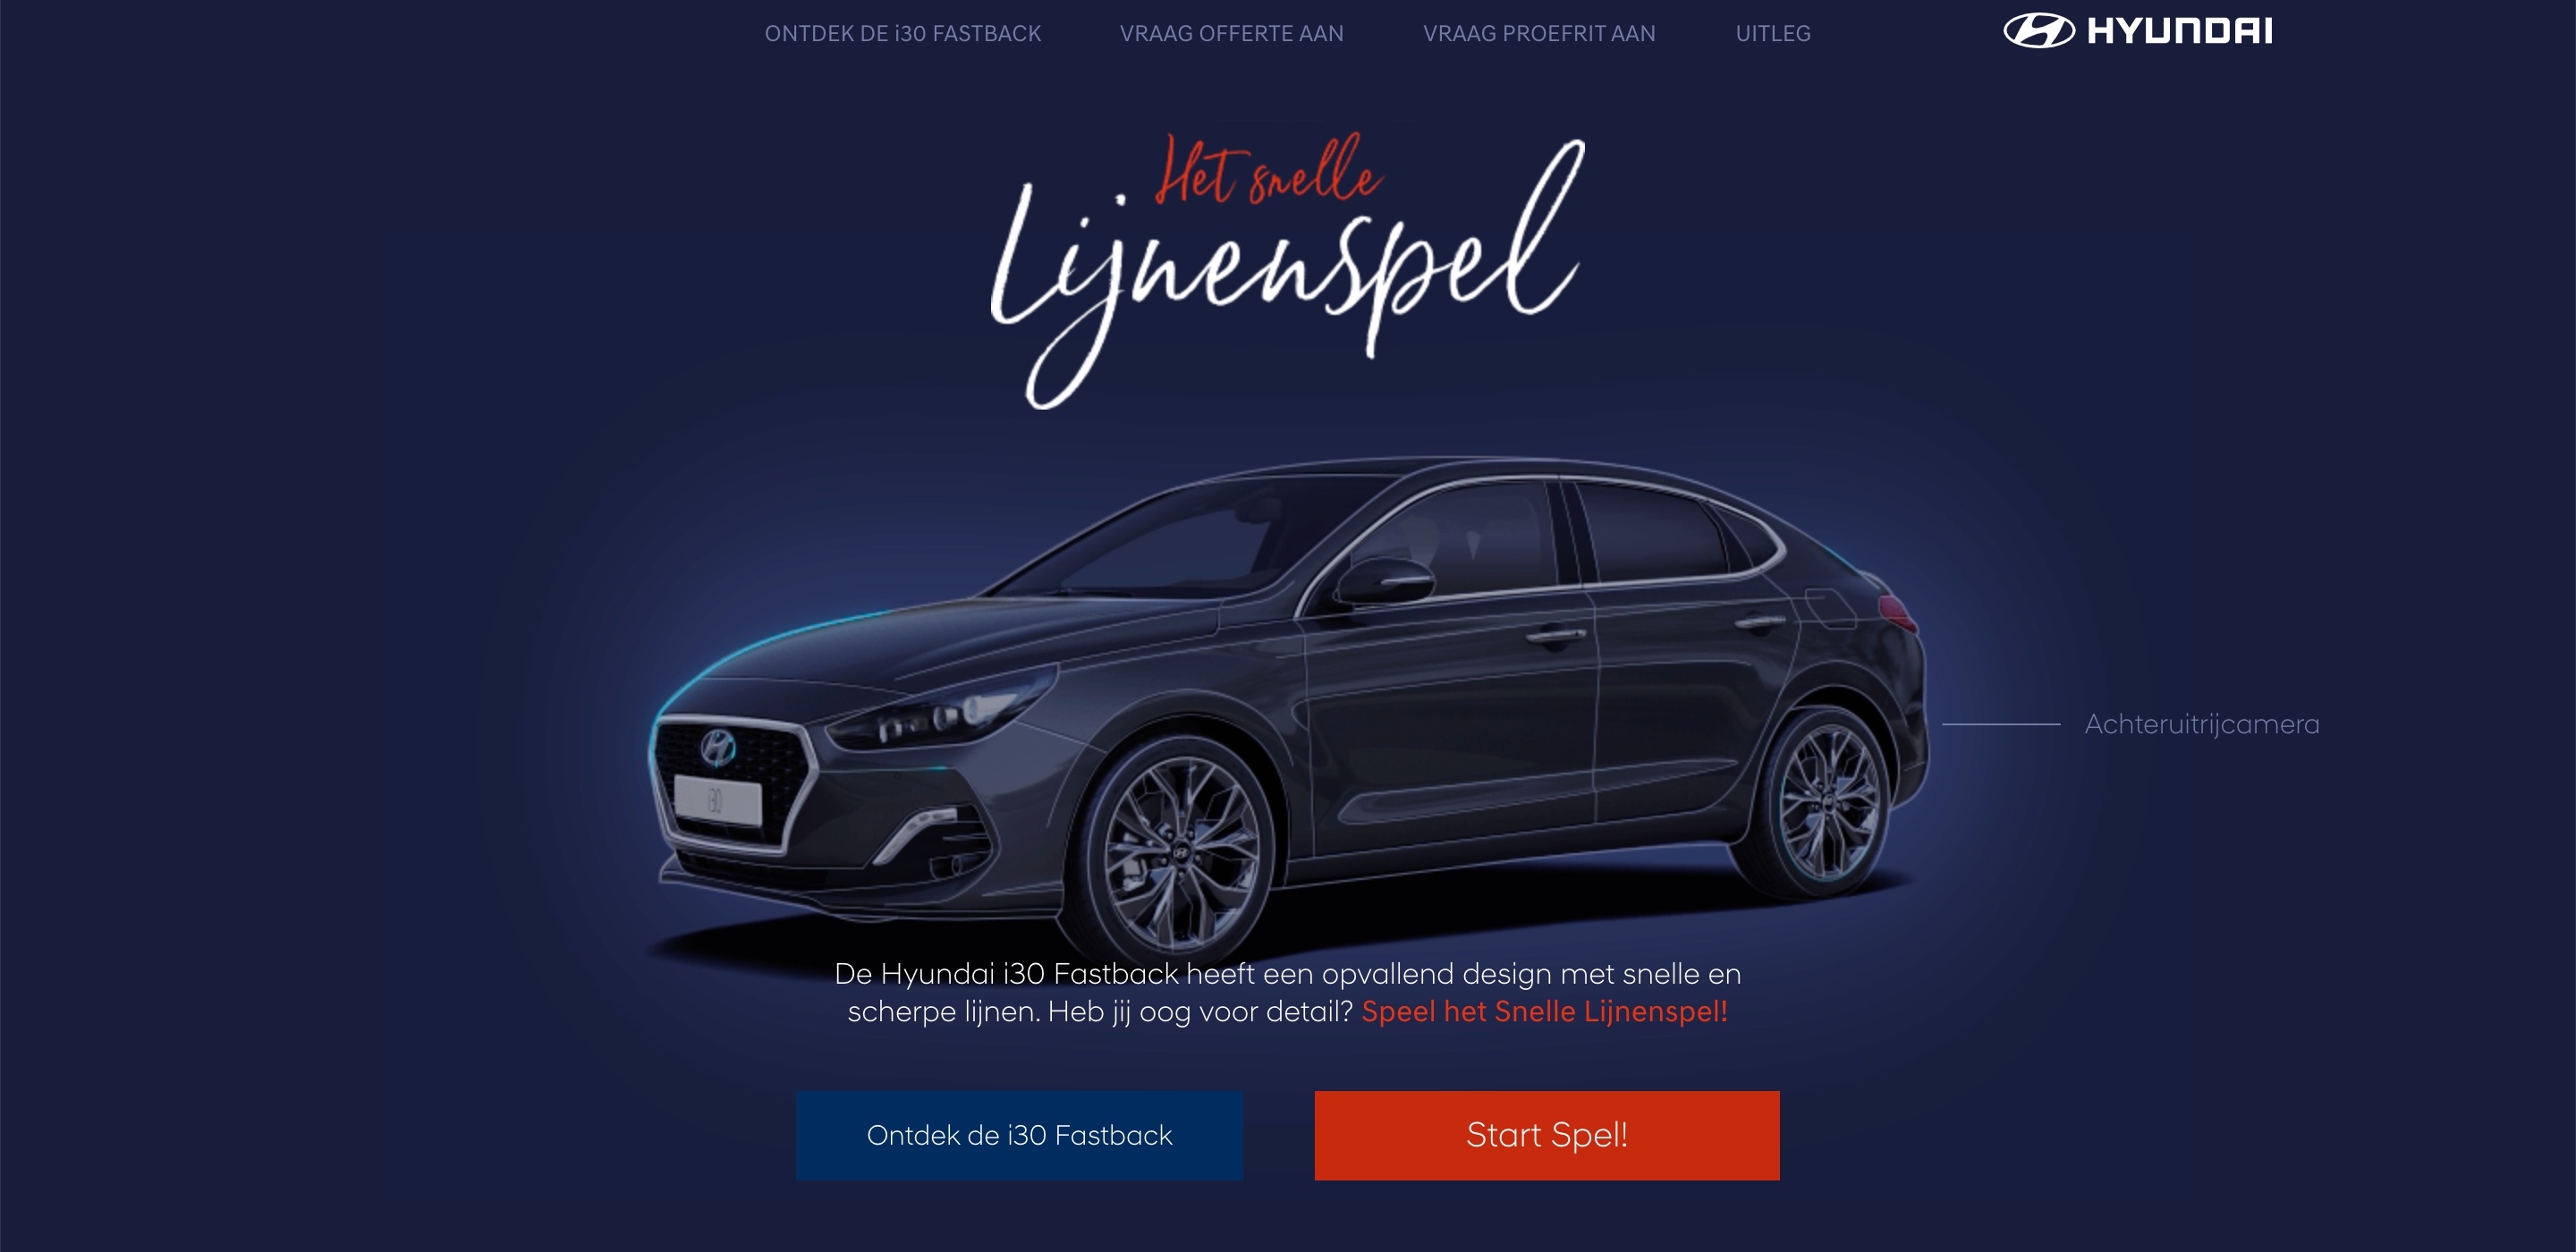 ONTDEK DE i30 FASTBACK VRAAG OFFERTE AAN VRAAG PROEFRIT AAN UITLEG HYUNDAI
Het snelle
Lijnenspel
i30
Achteruitrijcamera
De Hyundai i30 Fastback heeft een opvallend design met snelle en
scherpe lijnen. Heb jij oog voor detail? Speel het Snelle Lijnenspel!
Ontdek de i30 Fastback Start Spel!